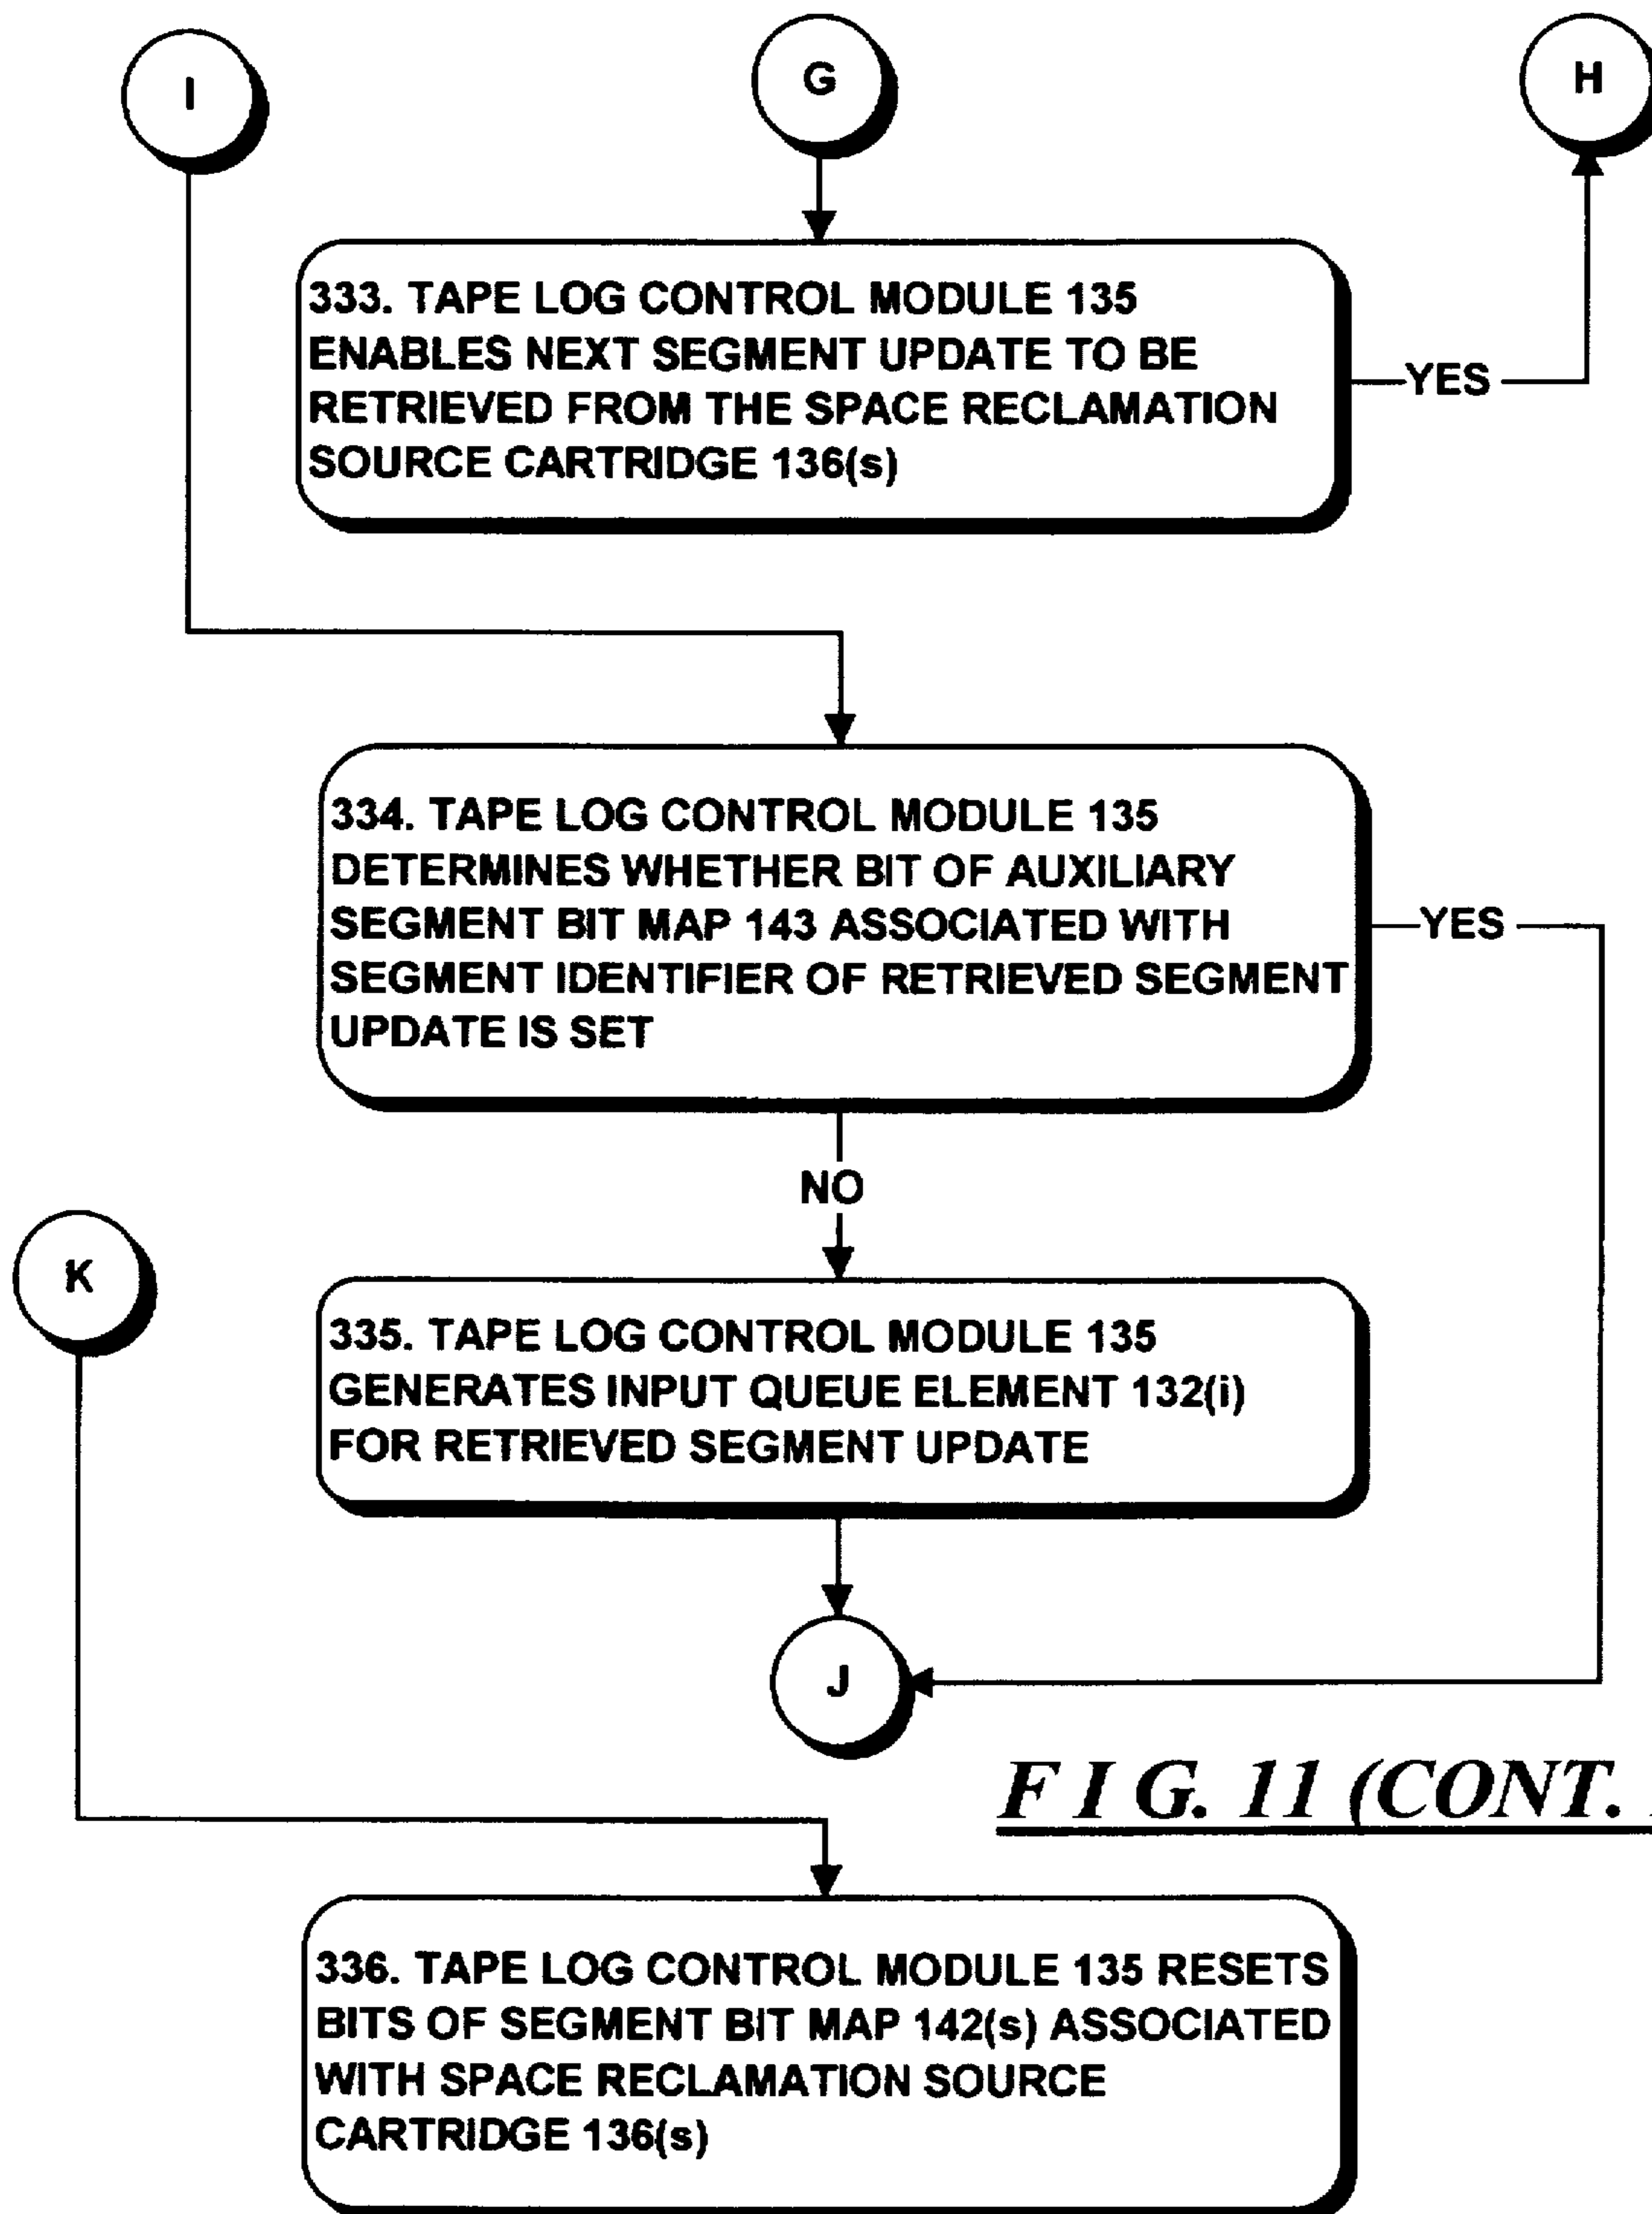 I
G
H
333. TAPE LOG CONTROL MODULE 135
ENABLES NEXT SEGMENT UPDATE TO BE
RETRIEVED FROM THE SPACE RECLAMATION
SOURCE CARTRIDGE 136(s)
YES
334. TAPE LOG CONTROL MODULE 135
DETERMINES WHETHER BIT OF AUXILIARY
SEGMENT BIT MAP 143 ASSOCIATED WITH
SEGMENT IDENTIFIER OF RETRIEVED SEGMENT
UPDATE IS SET
YES
NO
K
335. TAPE LOG CONTROL MODULE 135
GENERATES INPUT QUEUE ELEMENT 132(i)
FOR RETRIEVED SEGMENT UPDATE
J
F I G. 11 (CONT.
336. TAPE LOG CONTROL MODULE 135 RESETS
BITS OF SEGMENT BIT MAP 142(s) ASSOCIATED
WITH SPACE RECLAMATION SOURCE
CARTRIDGE 136(s)